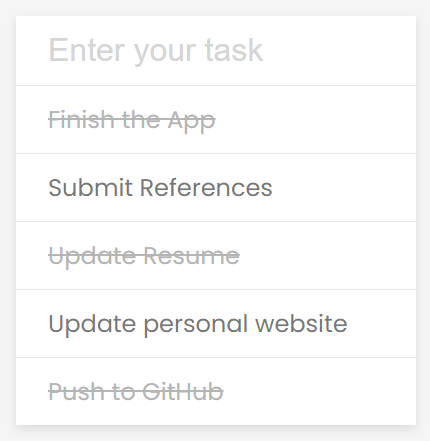 Enter your task
Finish the App
Submit References
Update Resume
Update personal website
Push to GitHub